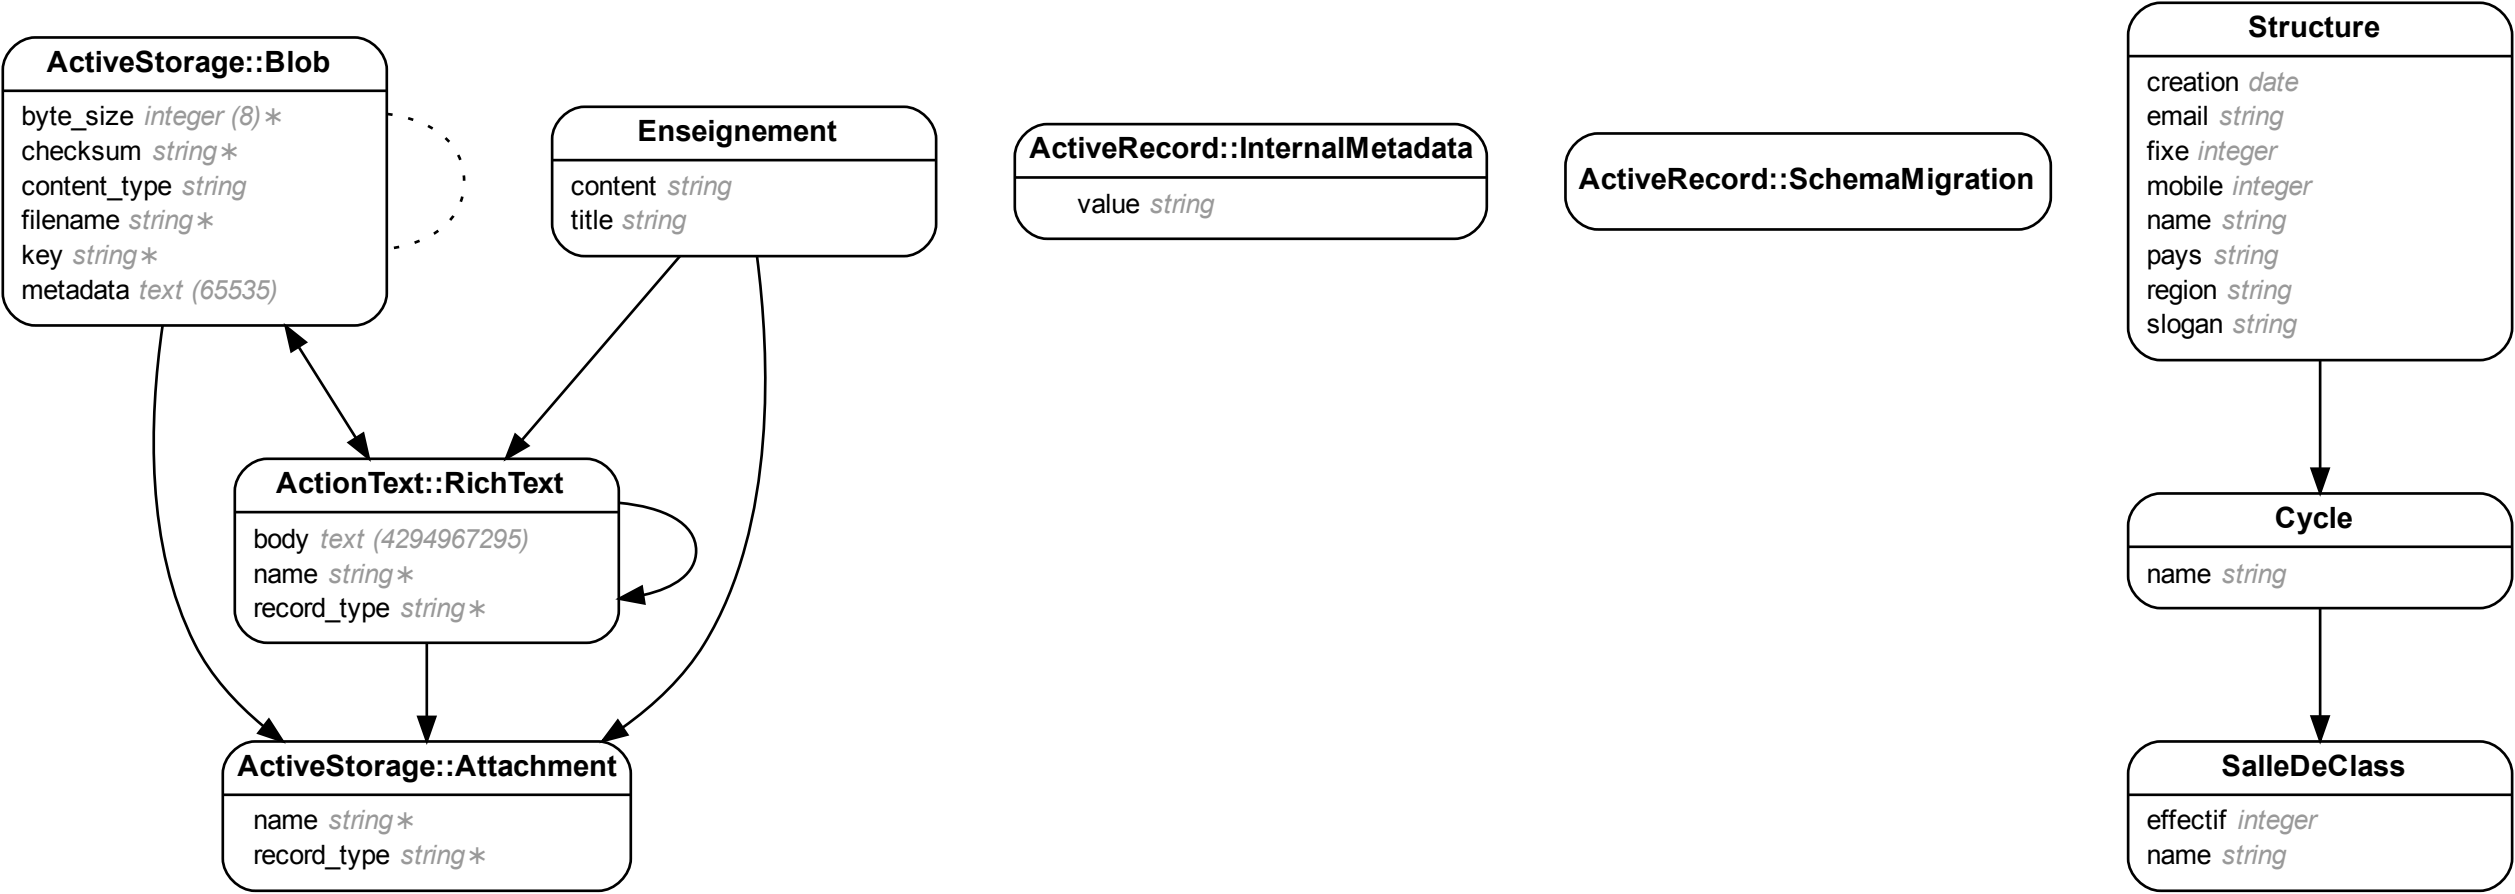 ActiveStorage::Blob
byte_size integer (8)∗
checksum string∗
content_type string
filename string∗
key string∗
metadata text (65535)
Enseignement
content string
title string
ActiveRecord::InternalMetadata
value string
ActiveRecord::SchemaMigration
Structure
creation date
email string
fixe integer
mobile integer
name string
pays string
region string
slogan string
ActionText::RichText
body text (4294967295)
name string∗
record_type string∗
Cycle
name string
ActiveStorage::Attachment
name string∗
record_type string∗
SalleDeClass
effectif integer
name string